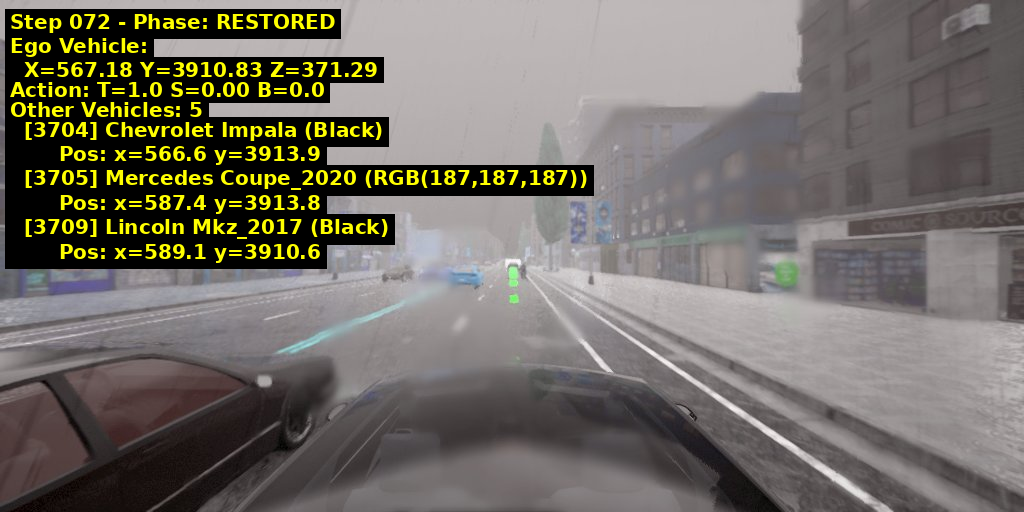 Step 072 - Phase: RESTORED
Ego Vehicle:
X=567.18 Y=3910.83 Z=371.29
Action: T=1.0 S=0.00 B=0.0
Other Vehicles: 5
[3704] Chevrolet Impala (Black)
Pos: x=566.6 y=3913.9
[3705] Mercedes Coupe_2020 (RGB(187,187,187))
Pos: x=587.4 y=3913.8
[3709] Lincoln Mkz_2017 (Black)
Pos: x=589.1 y=3910.6
COMIC SOURCE